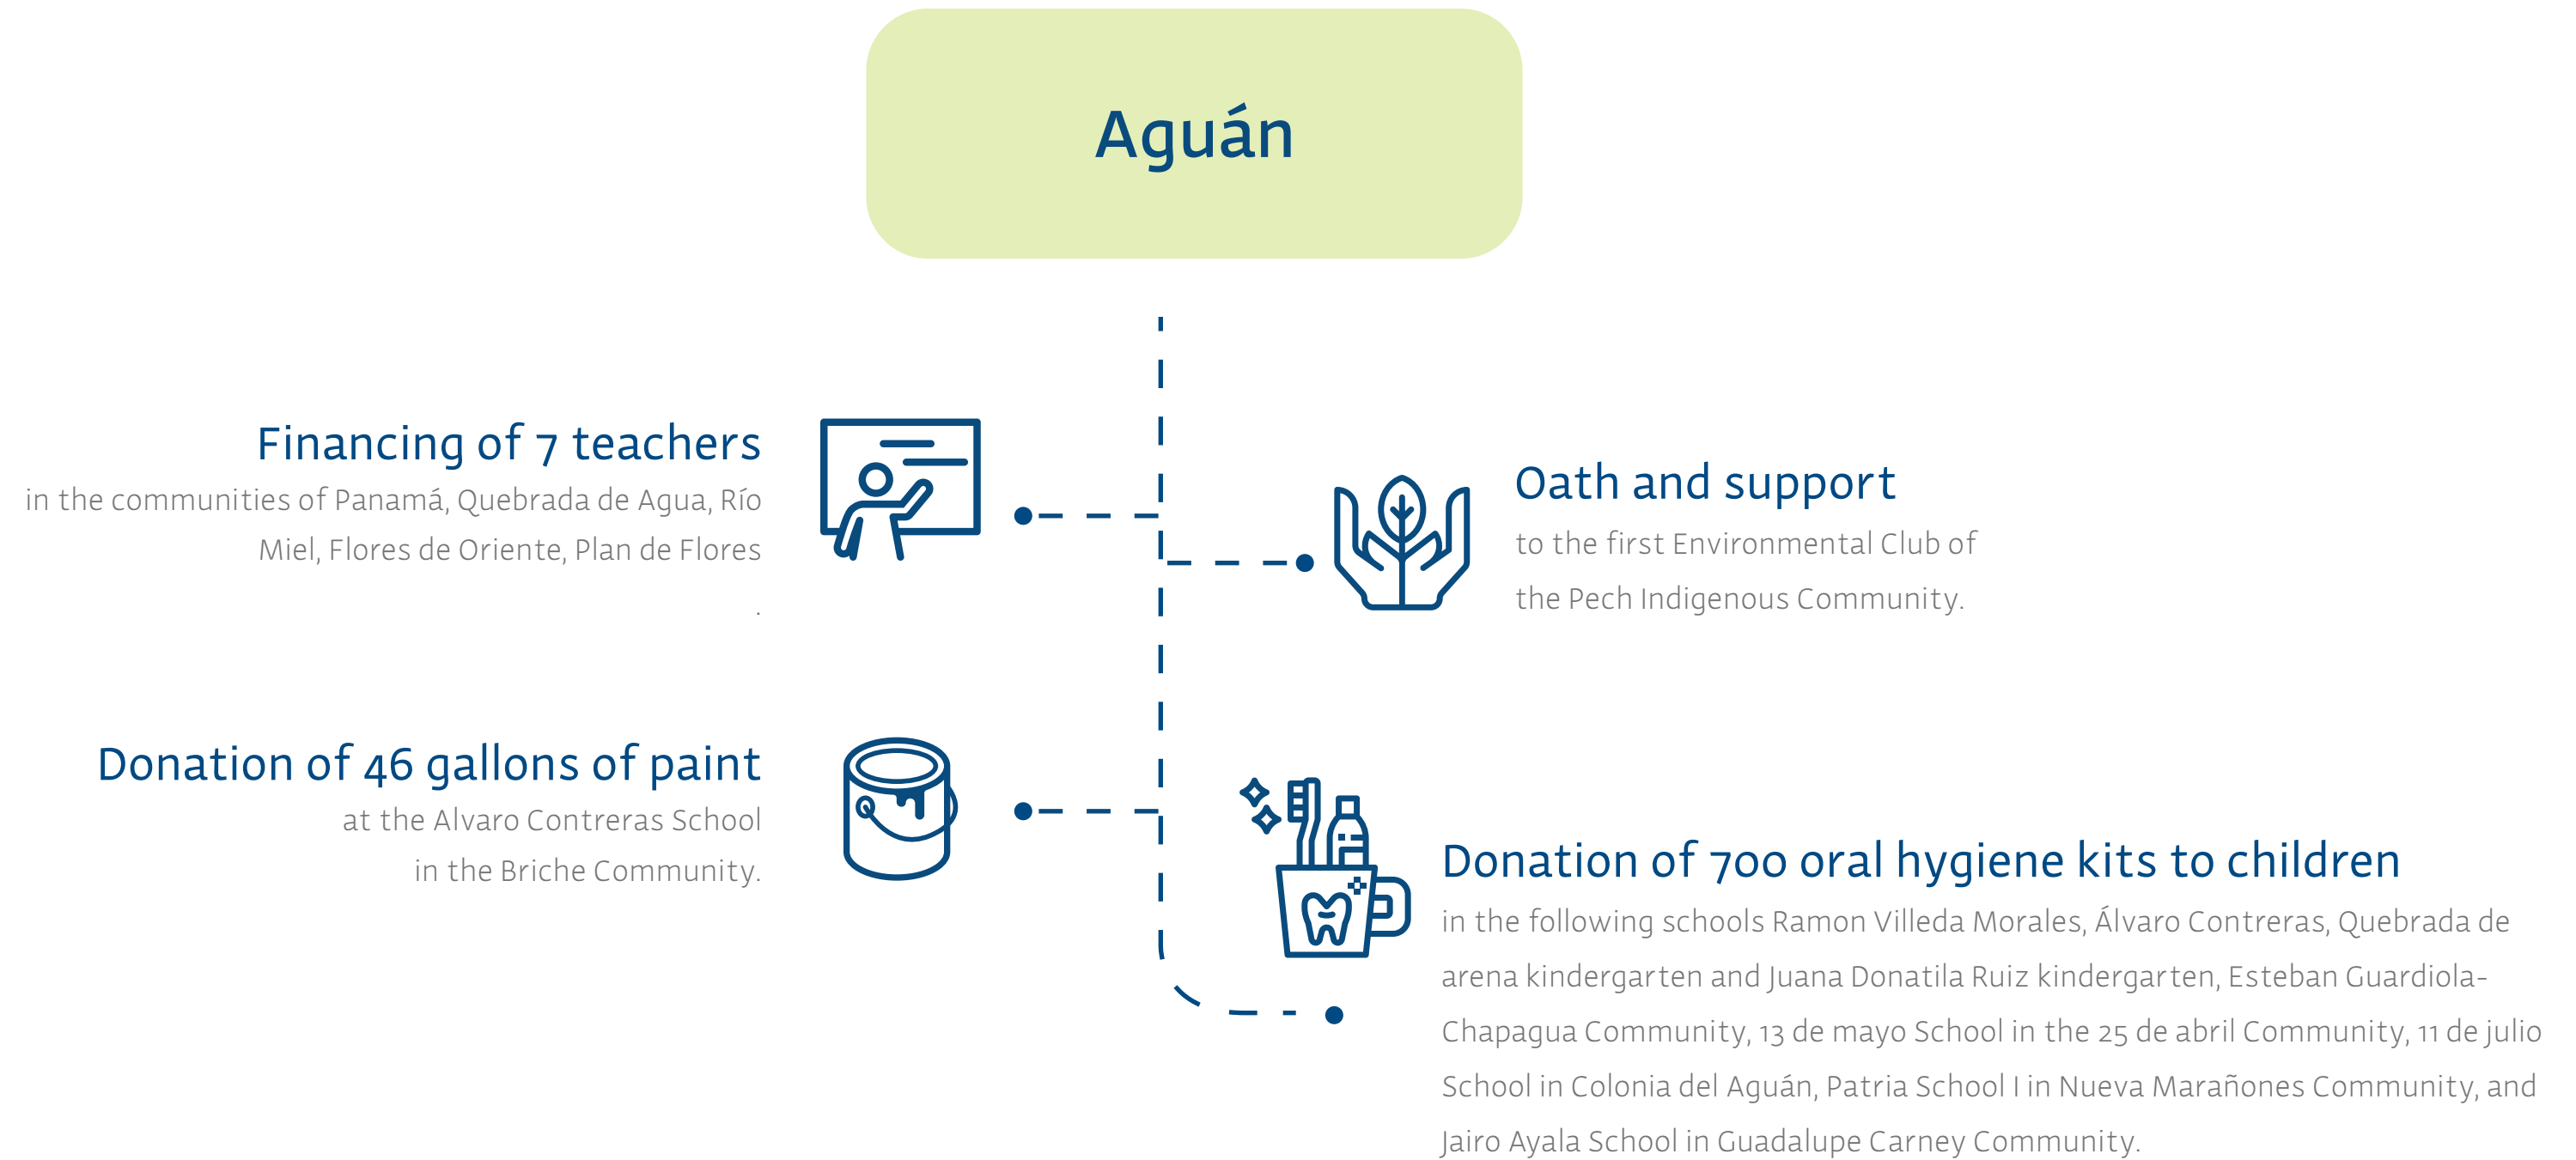 Aguán
Financing of 7 teachers
in the communities of Panamá, Quebrada de Agua, Río
Miel, Flores de Oriente, Plan de Flores
.
Oath and support
to the first Environmental Club of
the Pech Indigenous Community.
Donation of 46 gallons of paint
at the Alvaro Contreras School
in the Briche Community.
Donation of 700 oral hygiene kits to children
in the following schools Ramon Villeda Morales, Álvaro Contreras, Quebrada de
arena kindergarten and Juana Donatila Ruiz kindergarten, Esteban Guardiola-
Chapagua Community, 13 de mayo School in the 25 de abril Community, 11 de julio
School in Colonia del Aguán, Patria School I in Nueva Marañones Community, and
Jairo Ayala School in Guadalupe Carney Community.